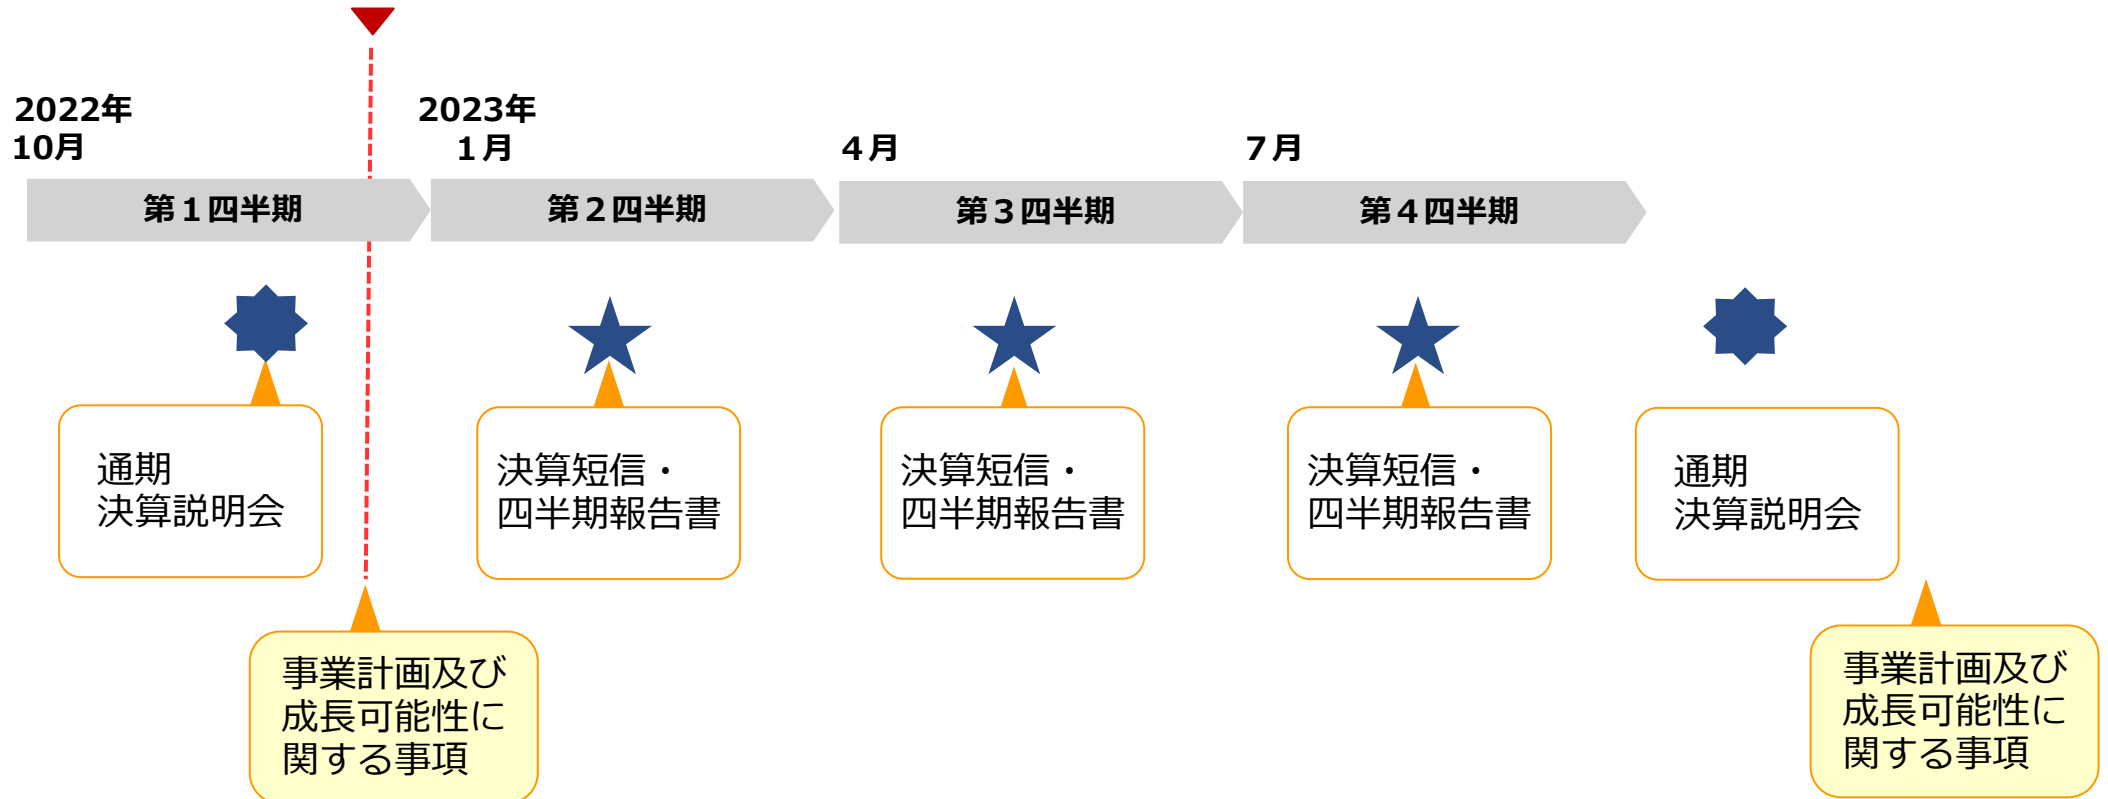 2022年
10月
2023年
１月
４月
７月
第１四半期
第２四半期
第３四半期
第４四半期
通期
決算説明会
決算短信・
四半期報告書
決算短信・
四半期報告書
決算短信・
四半期報告書
通期
決算説明会
事業計画及び
成長可能性に
関する事項
事業計画及び
成長可能性に
関する事項